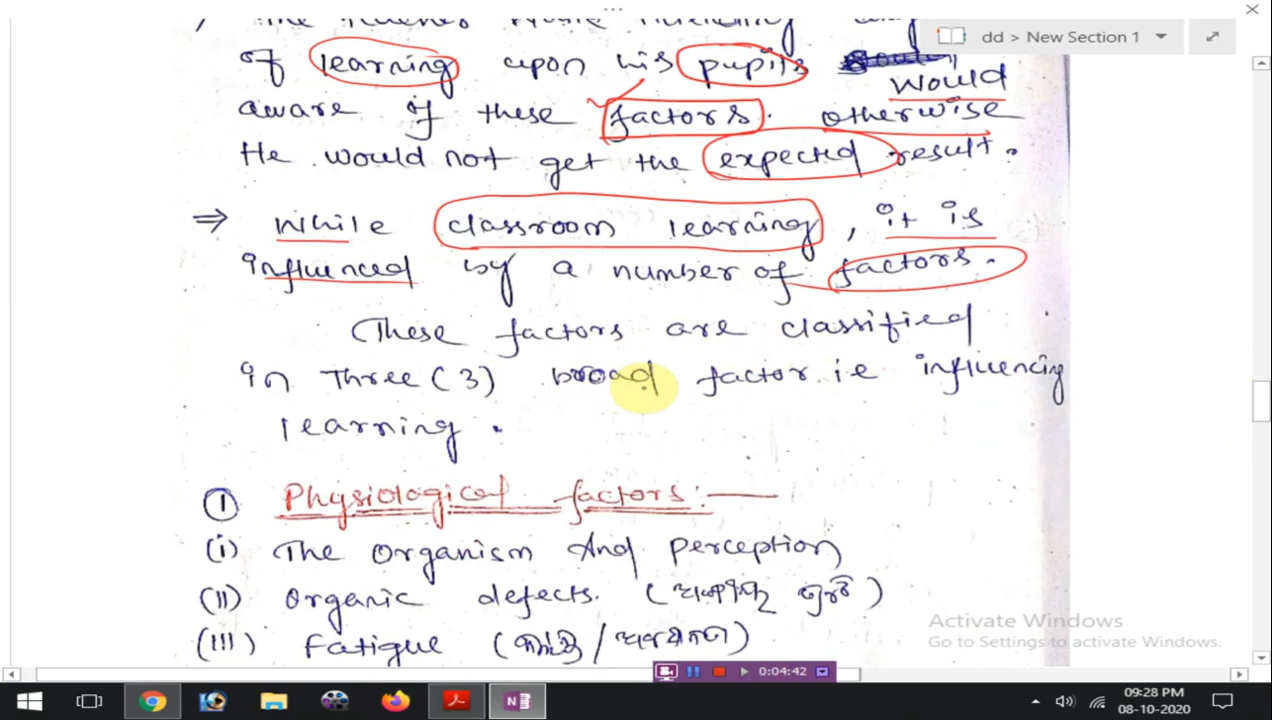 dd > New Section 1
of learning upon his pupils would
aware if these factors. otherwise
He would not get the expected result.
⇒ While classroom learning, it is
influenced by a number of factors.
These factors are classified
in Three (3) broad factor i.e influencing
learning.
① Physiological factors:—
(i) The organism And perception
(II) Organic defects.
(III) Fatigue
Activate Windows
Go to Settings to activate Windows.
0:04:42
09:28 PM
08-10-2020